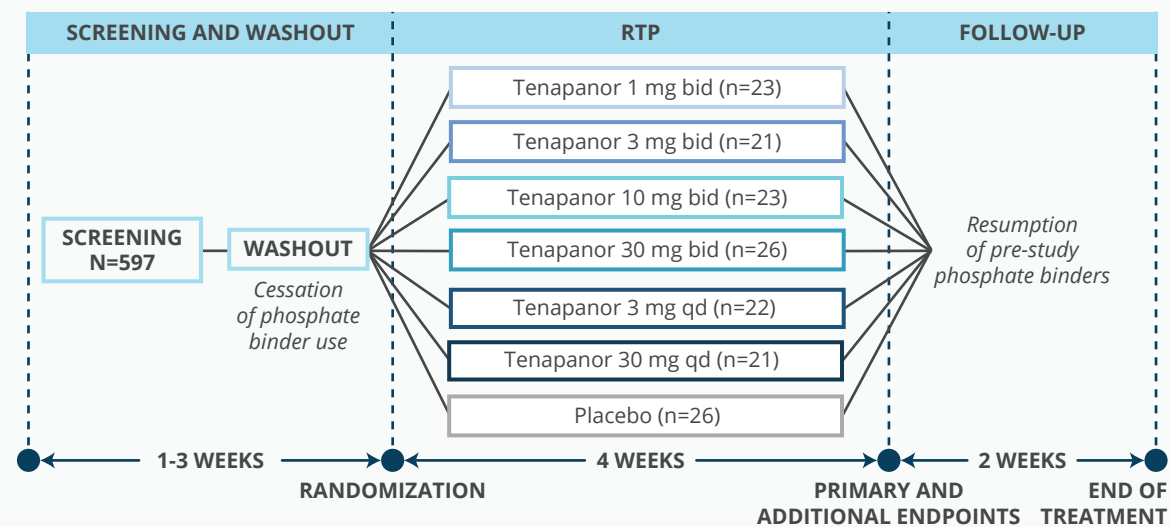 SCREENING AND WASHOUT
RTP
FOLLOW-UP
Tenapanor 1 mg bid (n=23)
Tenapanor 3 mg bid (n=21)
Tenapanor 10 mg bid (n=23)
Tenapanor 30 mg bid (n=26)
Tenapanor 3 mg qd (n=22)
Tenapanor 30 mg qd (n=21)
Placebo (n=26)
SCREENING
N=597
WASHOUT
Cessation
of phosphate
binder use
Resumption
of pre-study
phosphate binders
1-3 WEEKS
4 WEEKS
2 WEEKS
RANDOMIZATION
PRIMARY AND
ADDITIONAL ENDPOINTS
END OF
TREATMENT